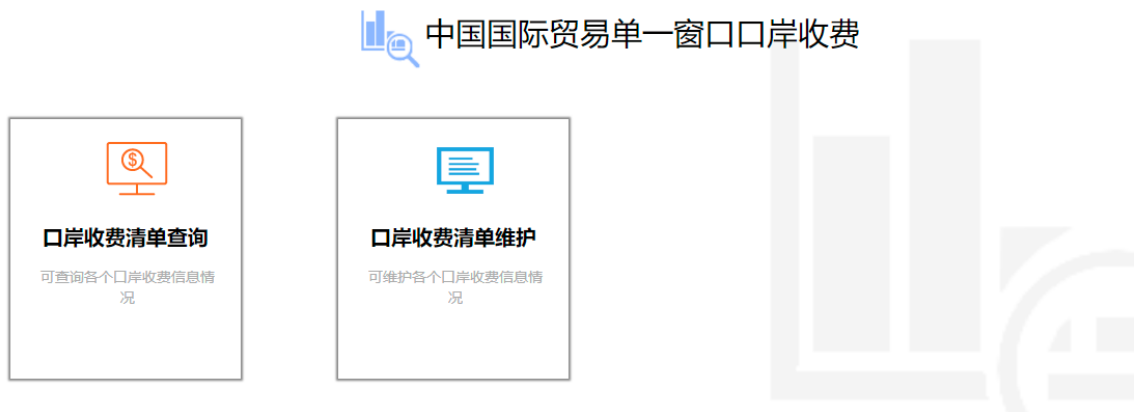 中国国际贸易单一窗口口岸收费
口岸收费清单查询
可查询各个口岸收费信息情
况
口岸收费清单维护
可维护各个口岸收费信息情
况